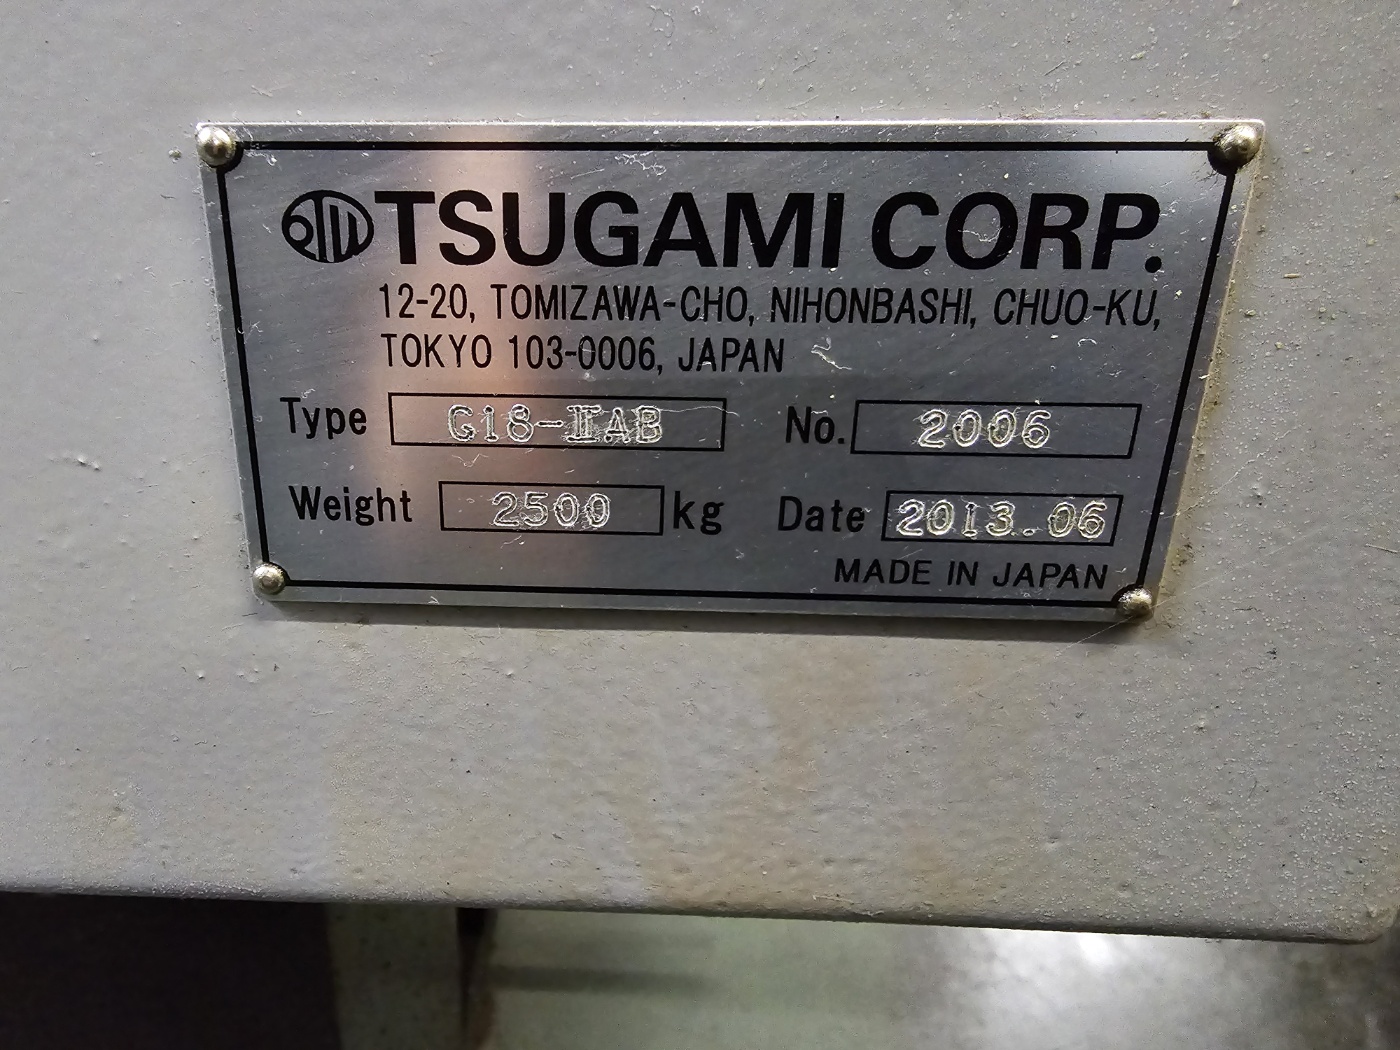 TSUGAMI CORP.
12-20, TOMIZAWA-CHO, NIHONBASHI, CHUO-KU,
TOKYO 103-0006, JAPAN
Type G18-ⅡAB No. 2006
Weight 2500 kg Date 2013.06
MADE IN JAPAN